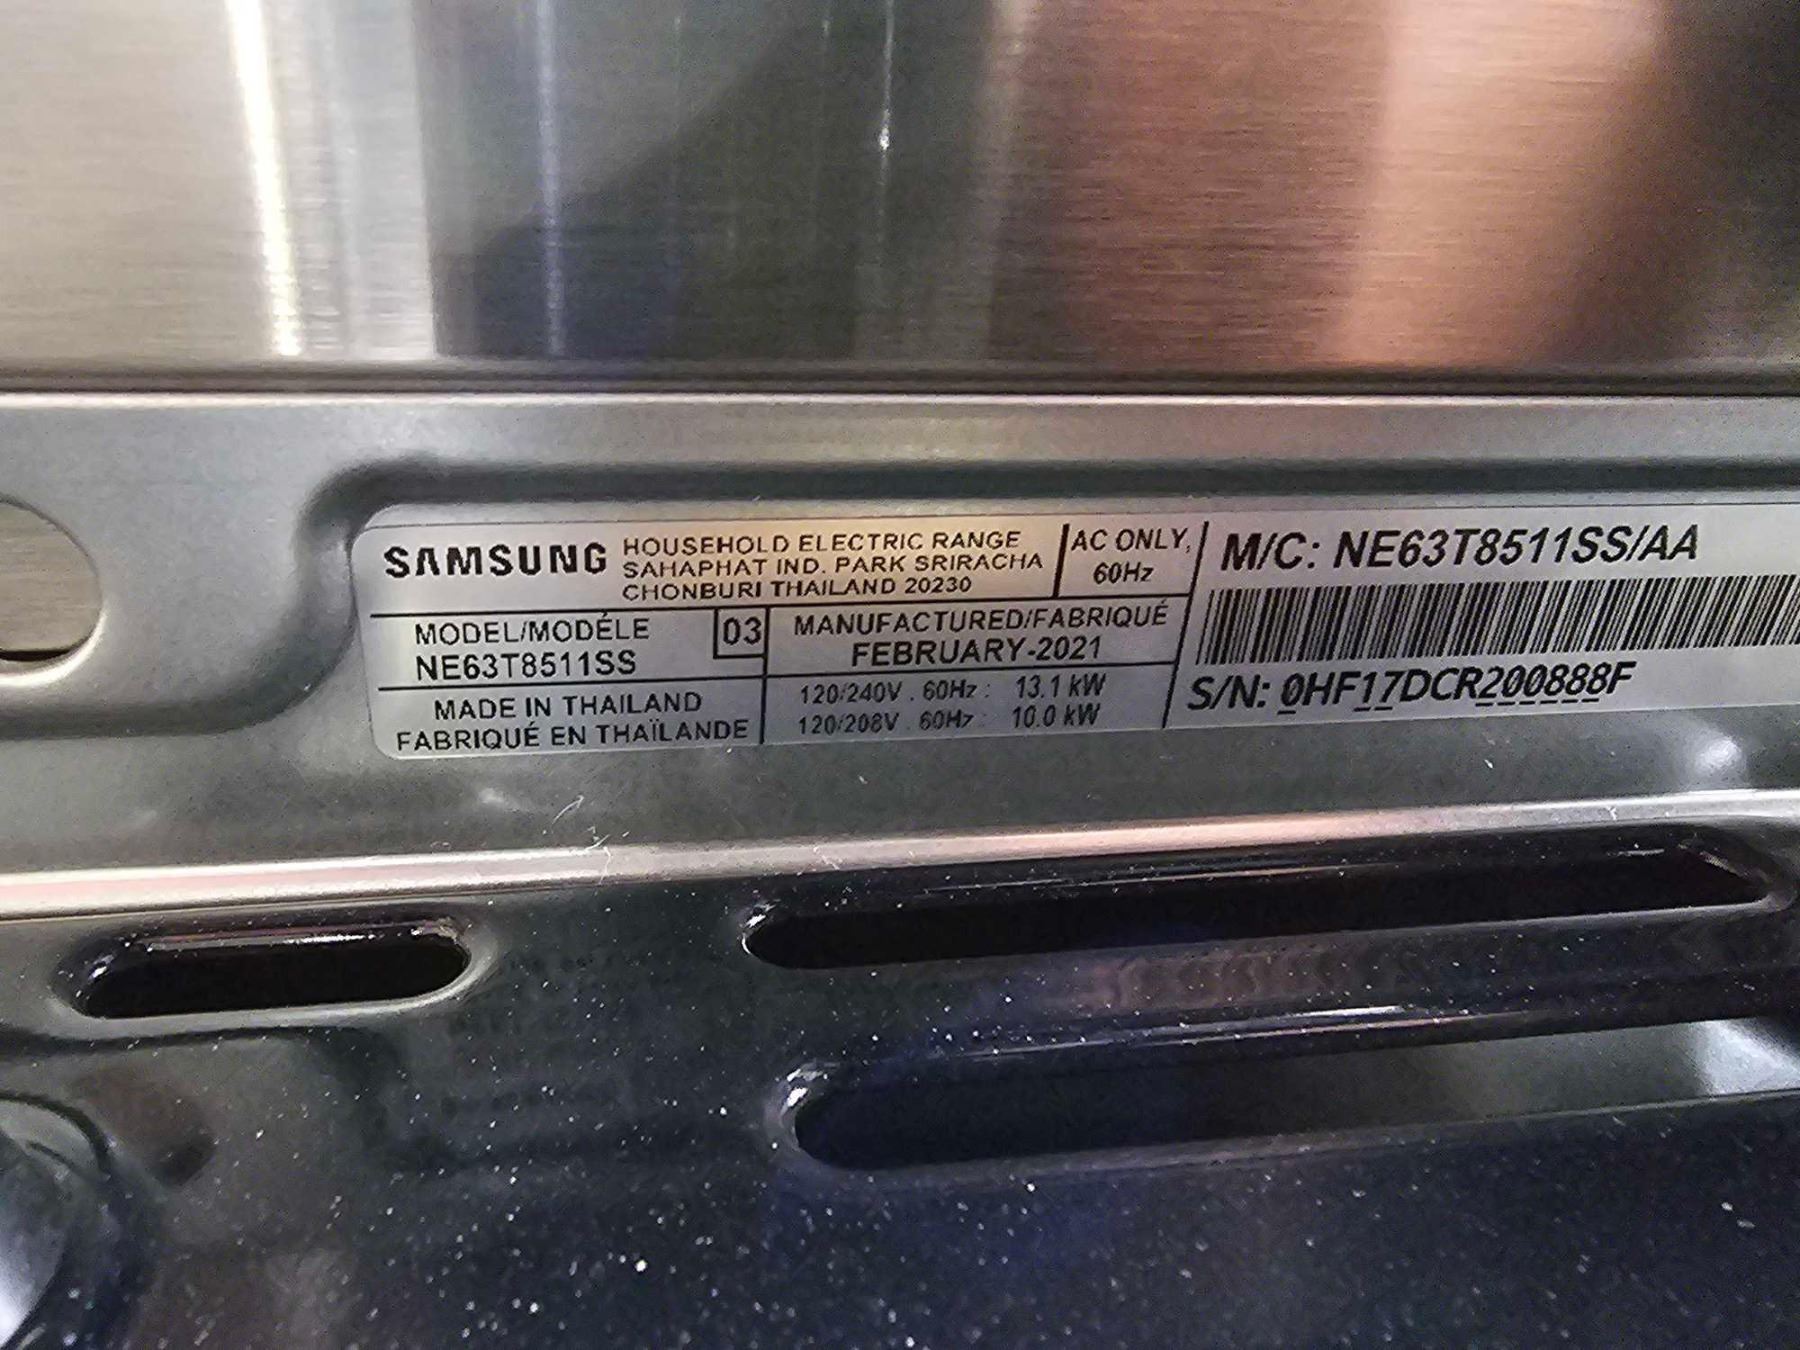 SAMSUNG
HOUSEHOLD ELECTRIC RANGE
SAHAPHAT IND. PARK SRIRACHA
CHONBURI THAILAND 20230
AC ONLY,
60Hz
MODEL/MODÉLE
NE63T8511SS
03
MANUFACTURED/FABRIQUÉ
FEBRUARY-2021
MADE IN THAILAND
FABRIQUÉ EN THAÏLANDE
120/240V . 60Hz : 13.1 kW
120/208V . 60Hz : 10.0 kW
M/C: NE63T8511SS/AA
S/N: 0HF17DCR200888F